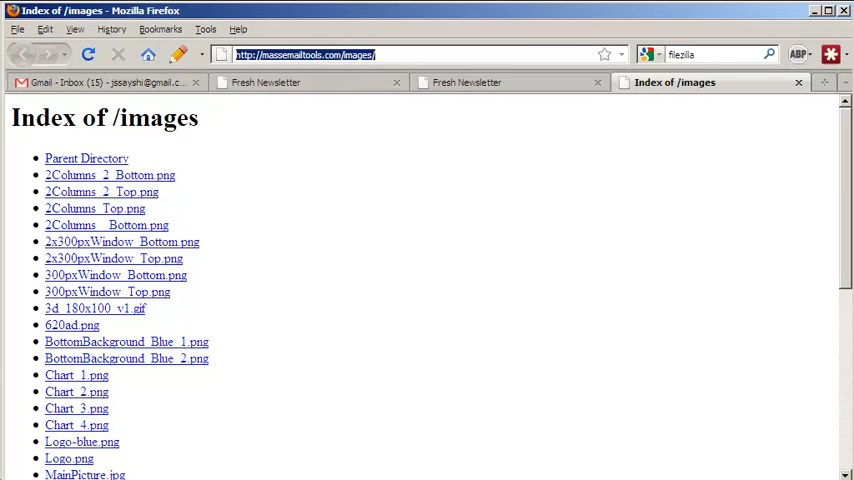 Index of /images - Mozilla Firefox
File Edit View History Bookmarks Tools Help
http://massemailtools.com/images/
filezilla
ABP
Gmail - Inbox (15) - jssayshi@gmail.c...
Fresh Newsletter
Fresh Newsletter
Index of /images
Index of /images
Parent Directory
2Columns_2_Bottom.png
2Columns_2_Top.png
2Columns_Top.png
2Columns__Bottom.png
2x300pxWindow_Bottom.png
2x300pxWindow_Top.png
300pxWindow_Bottom.png
300pxWindow_Top.png
3d_180x100_v1.gif
620ad.png
BottomBackground_Blue_1.png
BottomBackground_Blue_2.png
Chart_1.png
Chart_2.png
Chart_3.png
Chart_4.png
Logo-blue.png
Logo.png
MainPicture.jpg